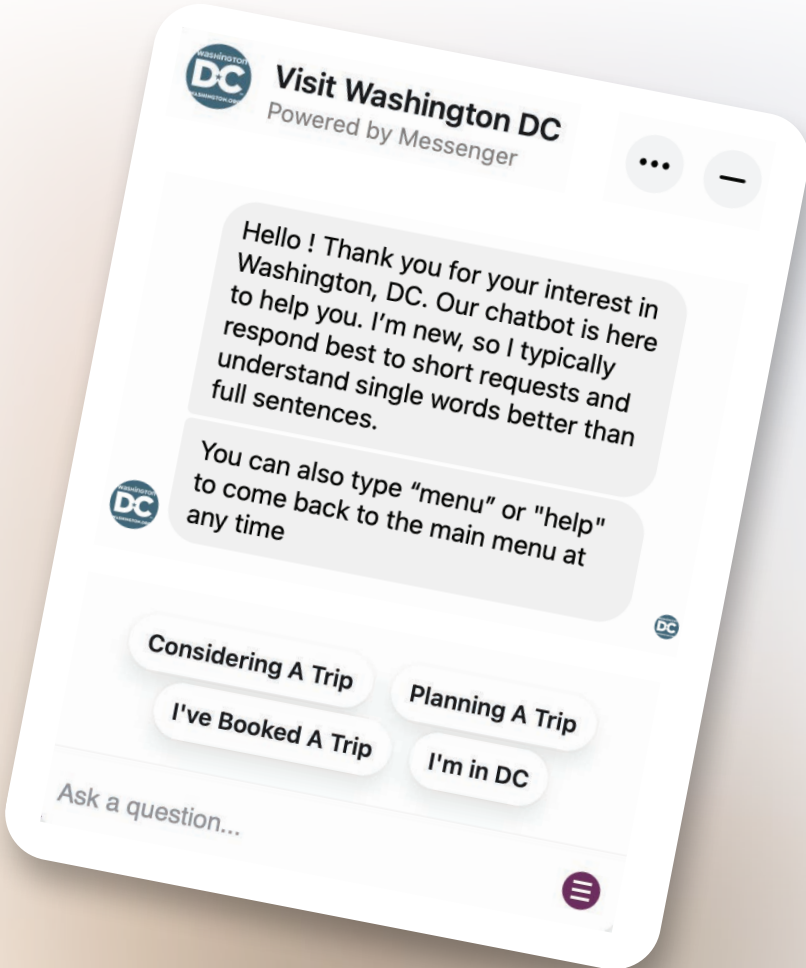 WASHINGTON
DC
WASHINGTON.ORG
Visit Washington DC
Powered by Messenger
Hello ! Thank you for your interest in
Washington, DC. Our chatbot is here
to help you. I'm new, so I typically
respond best to short requests and
understand single words better than
full sentences.
You can also type “menu” or "help"
to come back to the main menu at
any time
WASHINGTON
DC
WASHINGTON.ORG
DC
Considering A Trip
Planning A Trip
I've Booked A Trip
I'm in DC
Ask a question...